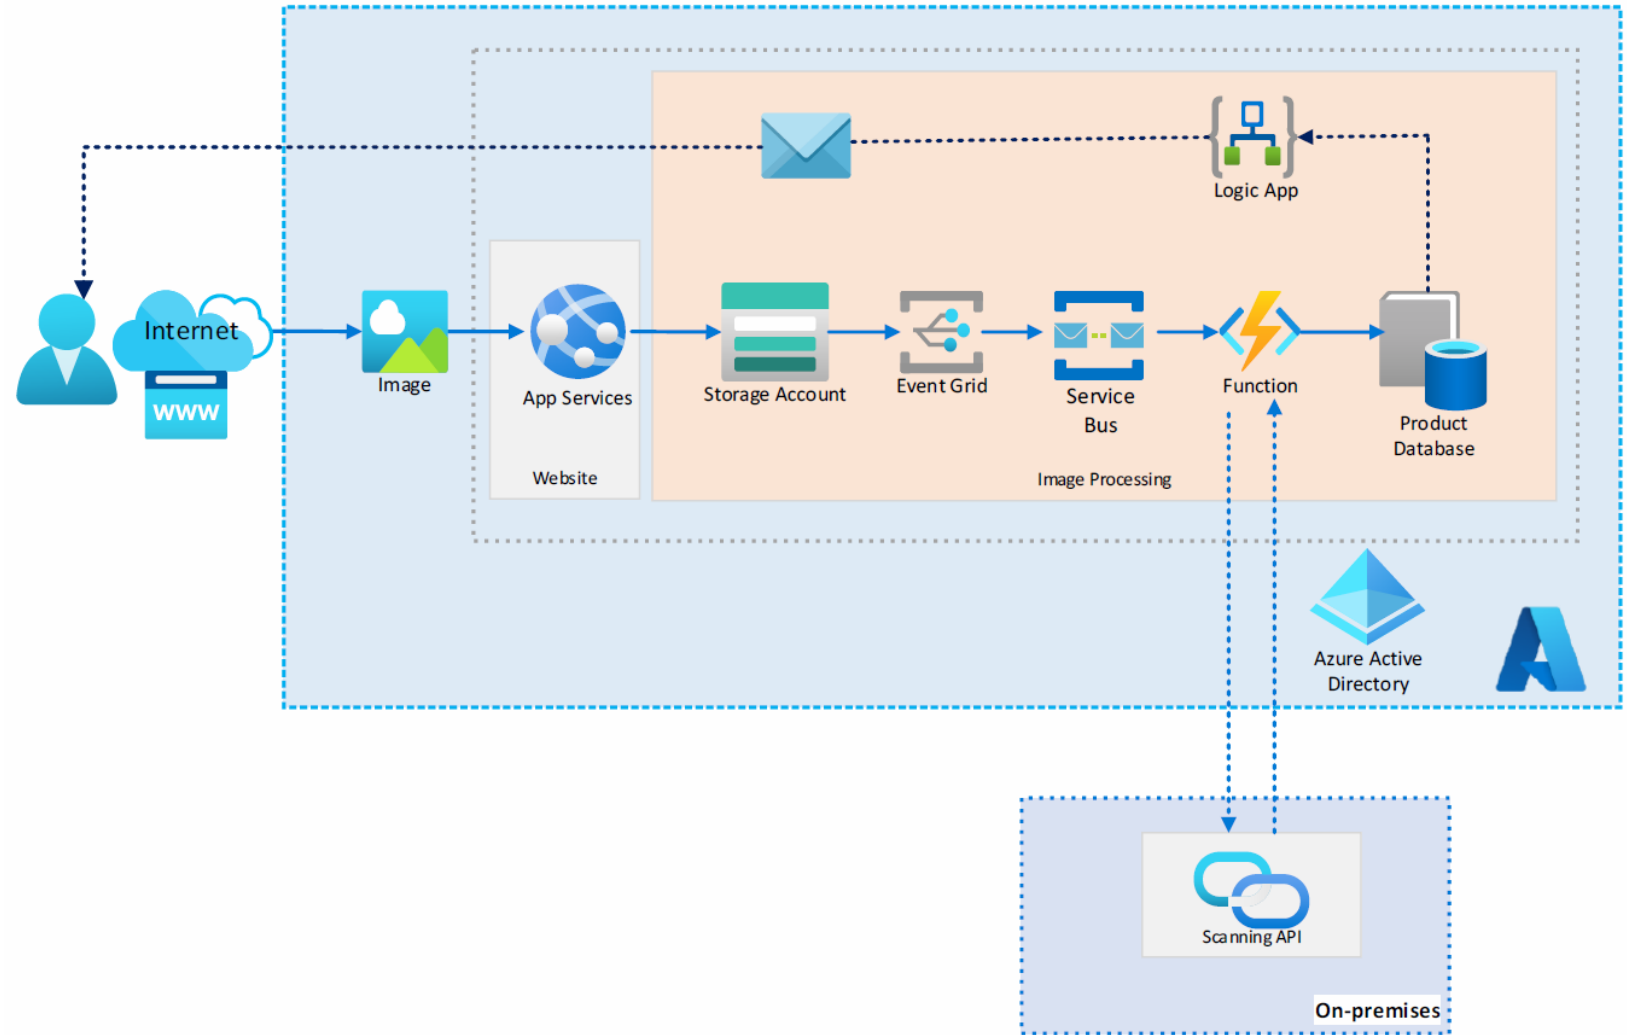 Logic App
Internet
www
Image
App Services
Storage Account
Event Grid
Service
Bus
Function
Product
Database
Website
Image Processing
Azure Active
Directory
Scanning API
On-premises